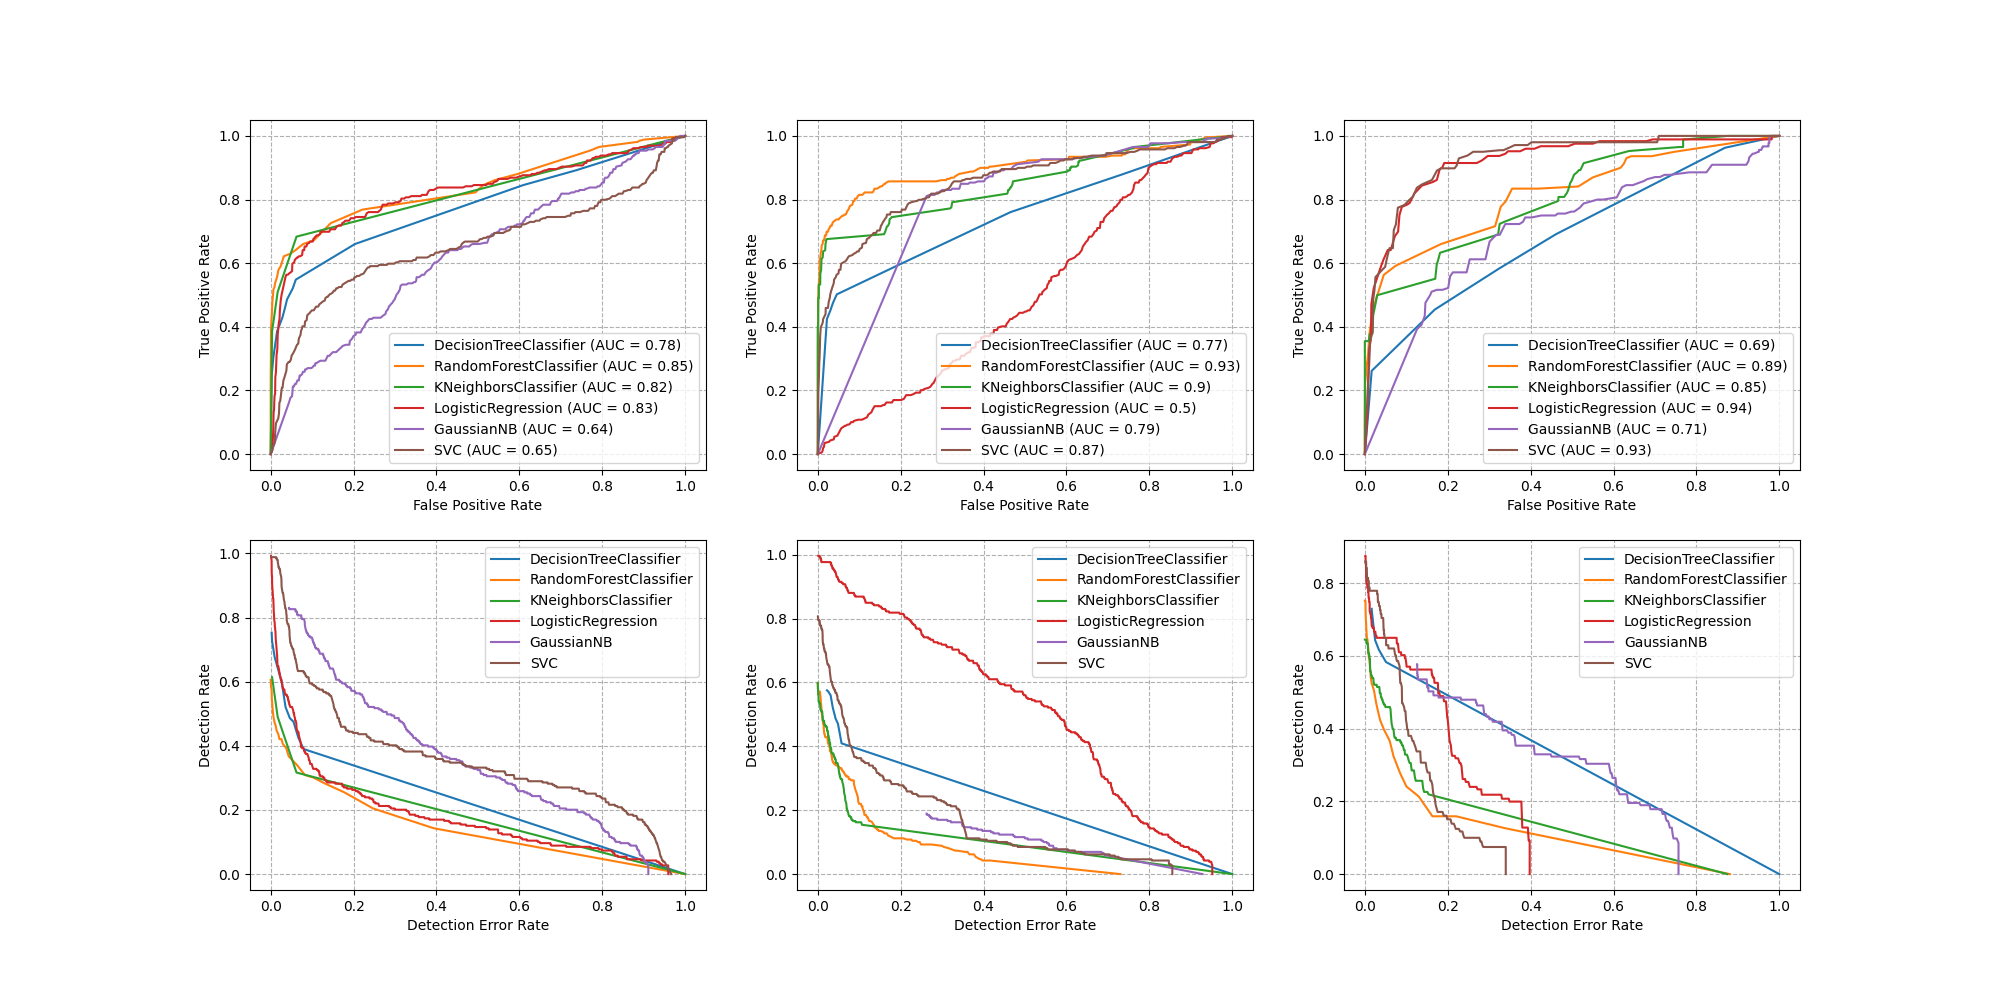 1.0
0.8
0.6
0.4
0.2
0.0
True Positive Rate
DecisionTreeClassifier (AUC = 0.78)
RandomForestClassifier (AUC = 0.85)
KNeighborsClassifier (AUC = 0.82)
LogisticRegression (AUC = 0.83)
GaussianNB (AUC = 0.64)
SVC (AUC = 0.65)
0.0 0.2 0.4 0.6 0.8 1.0
False Positive Rate
1.0
0.8
0.6
0.4
0.2
0.0
True Positive Rate
DecisionTreeClassifier (AUC = 0.77)
RandomForestClassifier (AUC = 0.93)
KNeighborsClassifier (AUC = 0.9)
LogisticRegression (AUC = 0.5)
GaussianNB (AUC = 0.79)
SVC (AUC = 0.87)
0.0 0.2 0.4 0.6 0.8 1.0
False Positive Rate
1.0
0.8
0.6
0.4
0.2
0.0
True Positive Rate
DecisionTreeClassifier (AUC = 0.69)
RandomForestClassifier (AUC = 0.89)
KNeighborsClassifier (AUC = 0.85)
LogisticRegression (AUC = 0.94)
GaussianNB (AUC = 0.71)
SVC (AUC = 0.93)
0.0 0.2 0.4 0.6 0.8 1.0
False Positive Rate
1.0
0.8
0.6
0.4
0.2
0.0
Detection Rate
DecisionTreeClassifier
RandomForestClassifier
KNeighborsClassifier
LogisticRegression
GaussianNB
SVC
0.0 0.2 0.4 0.6 0.8 1.0
Detection Error Rate
1.0
0.8
0.6
0.4
0.2
0.0
Detection Rate
DecisionTreeClassifier
RandomForestClassifier
KNeighborsClassifier
LogisticRegression
GaussianNB
SVC
0.0 0.2 0.4 0.6 0.8 1.0
Detection Error Rate
0.8
0.6
0.4
0.2
0.0
Detection Rate
DecisionTreeClassifier
RandomForestClassifier
KNeighborsClassifier
LogisticRegression
GaussianNB
SVC
0.0 0.2 0.4 0.6 0.8 1.0
Detection Error Rate